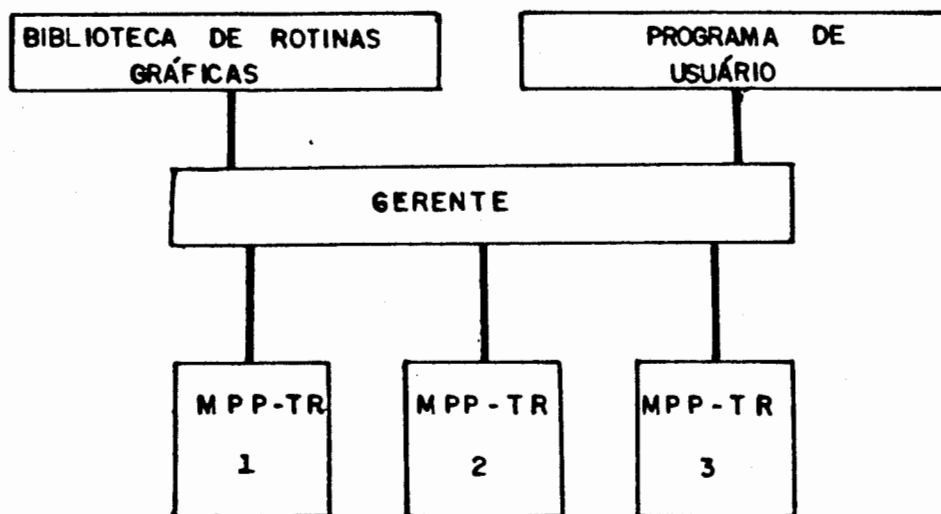 BIBLIOTECA DE ROTINAS
GRÁFICAS
PROGRAMA DE
USUÁRIO
GERENTE
MPP-TR
1
MPP-TR
2
MPP-TR
3